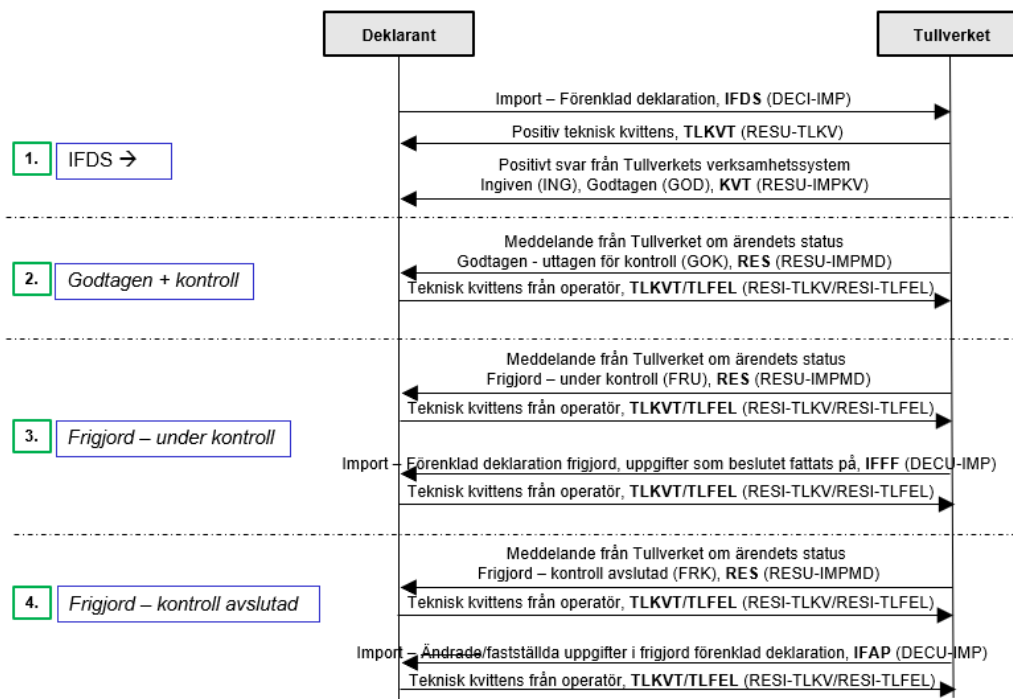 Deklarant
Tullverket
Import – Förenklad deklaration, IFDS (DECI-IMP)
Positiv teknisk kvittens, TLKVT (RESU-TLKV)
1.
IFDS →
Positivt svar från Tullverkets verksamhetssystem
Ingiven (ING), Godtagen (GOD), KVT (RESU-IMPKV)
2.
Godtagen + kontroll
Meddelande från Tullverket om ärendets status
Godtagen - uttagen för kontroll (GOK), RES (RESU-IMPMD)
Teknisk kvittens från operatör, TLKVT/TLFEL (RESI-TLKV/RESI-TLFEL)
3.
Frigjord – under kontroll
Meddelande från Tullverket om ärendets status
Frigjord – under kontroll (FRU), RES (RESU-IMPMD)
Teknisk kvittens från operatör, TLKVT/TLFEL (RESI-TLKV/RESI-TLFEL)
Import – Förenklad deklaration frigjord, uppgifter som beslutet fattats på, IFFF (DECU-IMP)
Teknisk kvittens från operatör, TLKVT/TLFEL (RESI-TLKV/RESI-TLFEL)
4.
Frigjord – kontroll avslutad
Meddelande från Tullverket om ärendets status
Frigjord – kontroll avslutad (FRK), RES (RESU-IMPMD)
Teknisk kvittens från operatör, TLKVT/TLFEL (RESI-TLKV/RESI-TLFEL)
Import – Ändrade/fastställda uppgifter i frigjord förenklad deklaration, IFAP (DECU-IMP)
Teknisk kvittens från operatör, TLKVT/TLFEL (RESI-TLKV/RESI-TLFEL)